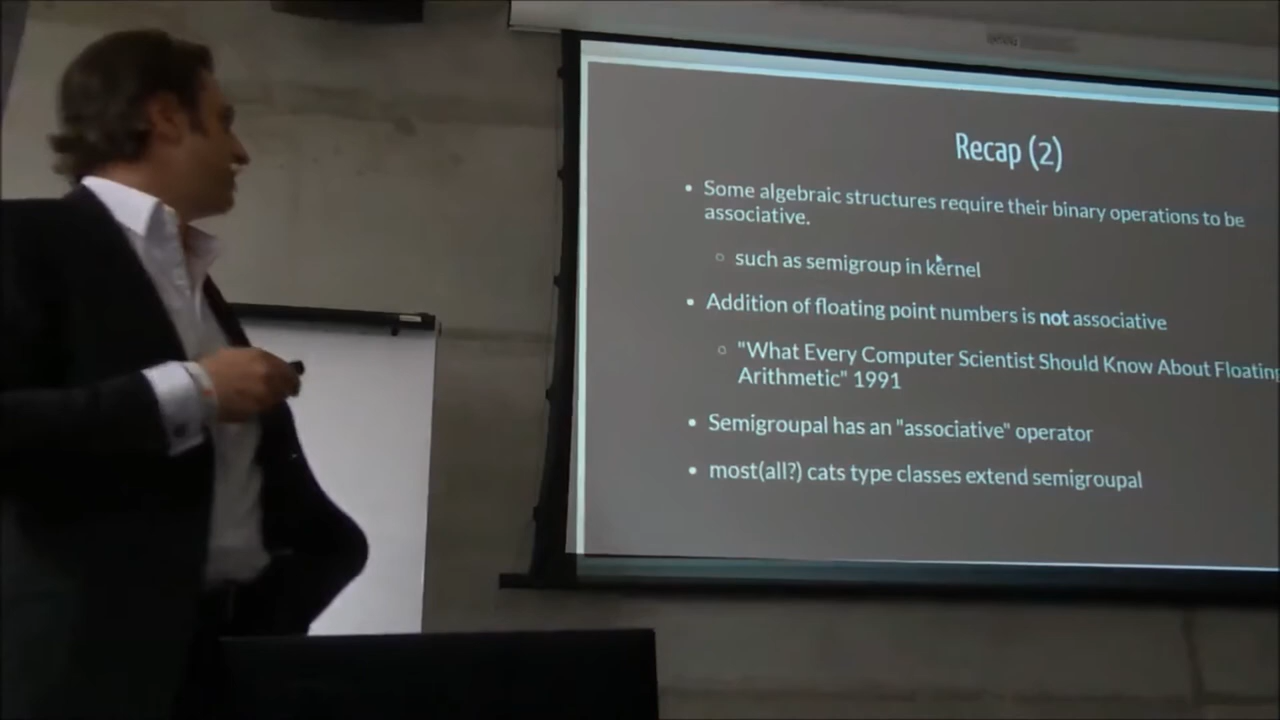 Recap (2)
• Some algebraic structures require their binary operations to be
associative.
○ such as semigroup in kernel
• Addition of floating point numbers is not associative
○ "What Every Computer Scientist Should Know About Floating
Arithmetic" 1991
• Semigroupal has an "associative" operator
• most(all?) cats type classes extend semigroupal